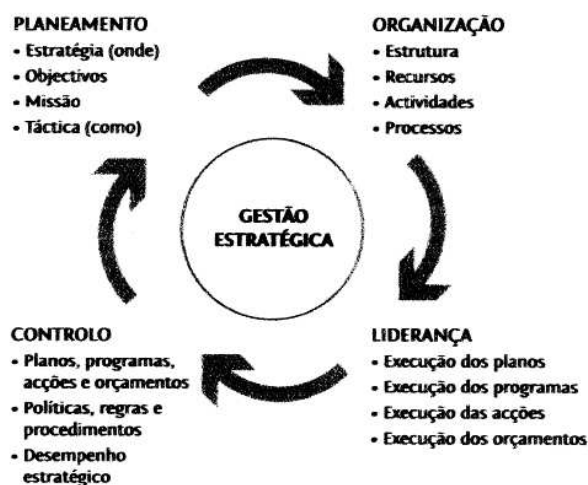 PLANEAMENTO
• Estratégia (onde)
• Objectivos
• Missão
• Táctica (como)
ORGANIZAÇÃO
• Estrutura
• Recursos
• Actividades
• Processos
GESTÃO
ESTRATÉGICA
CONTROLO
• Planos, programas,
acções e orçamentos
• Políticas, regras e
procedimentos
• Desempenho
estratégico
LIDERANÇA
• Execução dos planos
• Execução dos programas
• Execução das acções
• Execução dos orçamentos